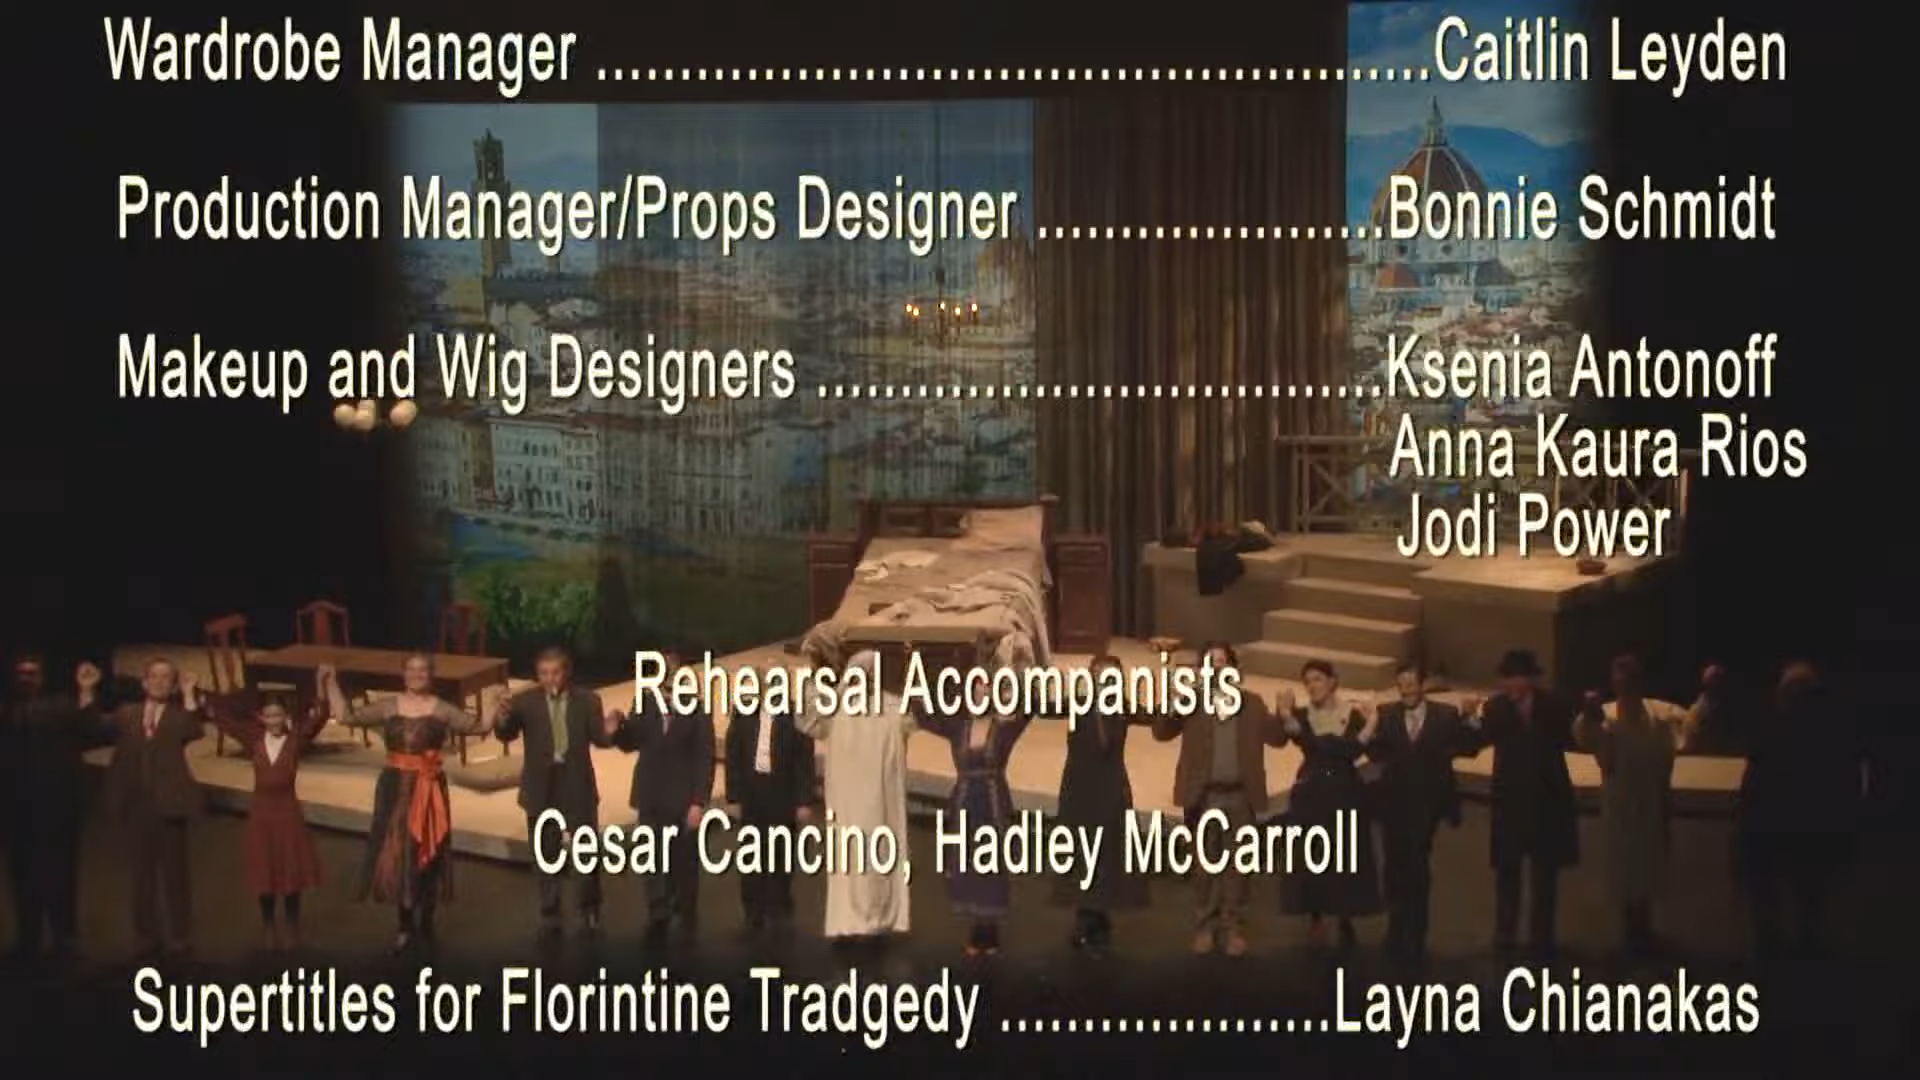 Wardrobe Manager ..................................................Caitlin Leyden
Production Manager/Props Designer .....................Bonnie Schmidt
Makeup and Wig Designers ..................................Ksenia Antonoff
Anna Kaura Rios
Jodi Power
Rehearsal Accompanists
Cesar Cancino, Hadley McCarroll
Supertitles for Florintine Tradgedy ....................Layna Chianakas